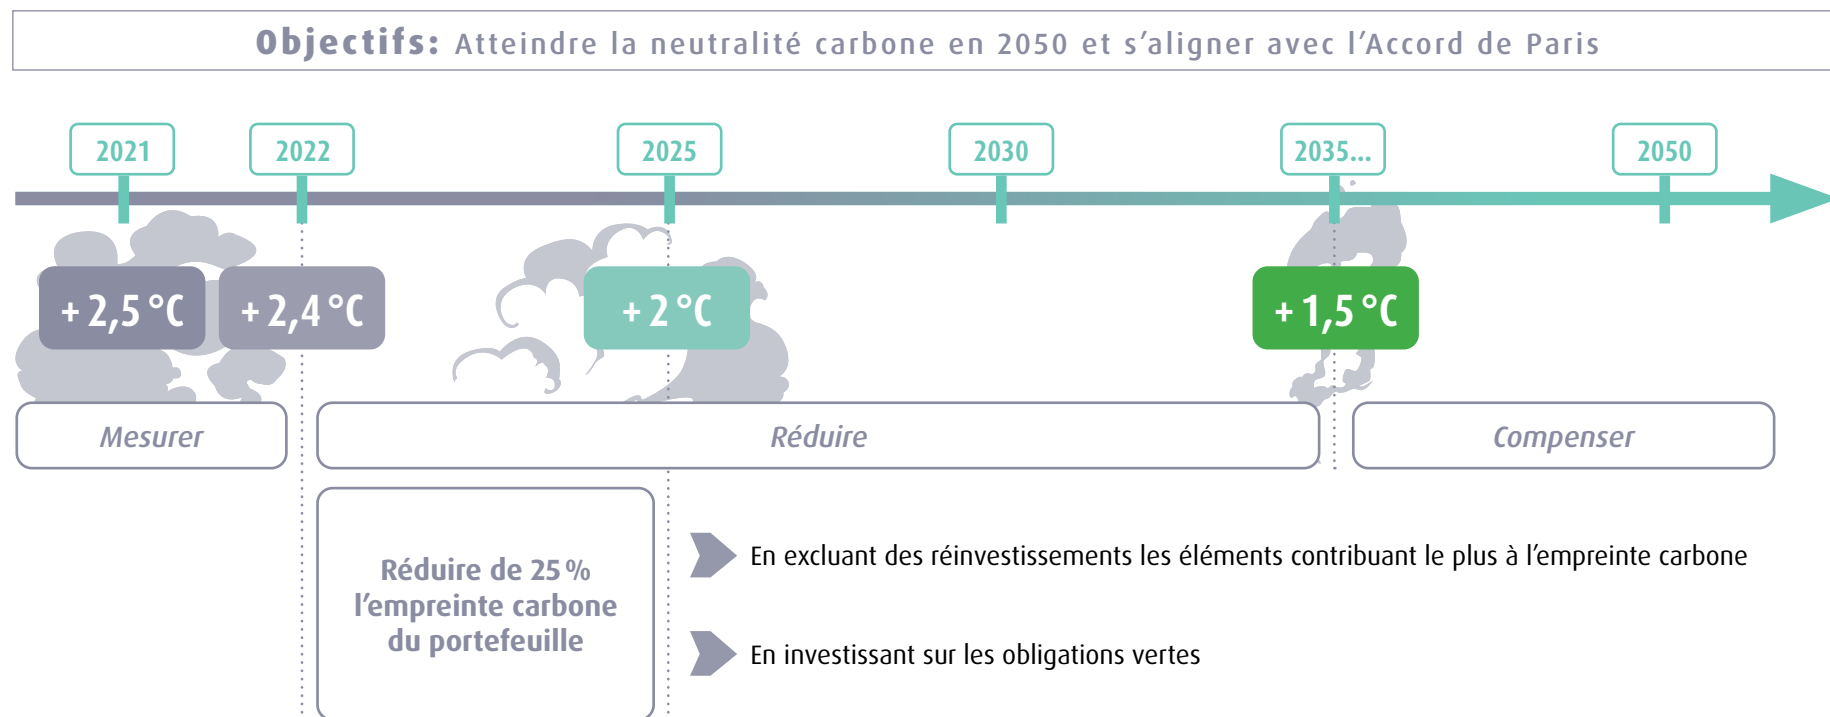 Objectifs: Atteindre la neutralité carbone en 2050 et s’aligner avec l’Accord de Paris
2021
2022
2025
2030
2035...
2050
+ 2,5 °C
+ 2,4 °C
+ 2 °C
+ 1,5 °C
Mesurer
Réduire
Compenser
Réduire de 25 %
l’empreinte carbone
du portefeuille
En excluant des réinvestissements les éléments contribuant le plus à l’empreinte carbone
En investissant sur les obligations vertes